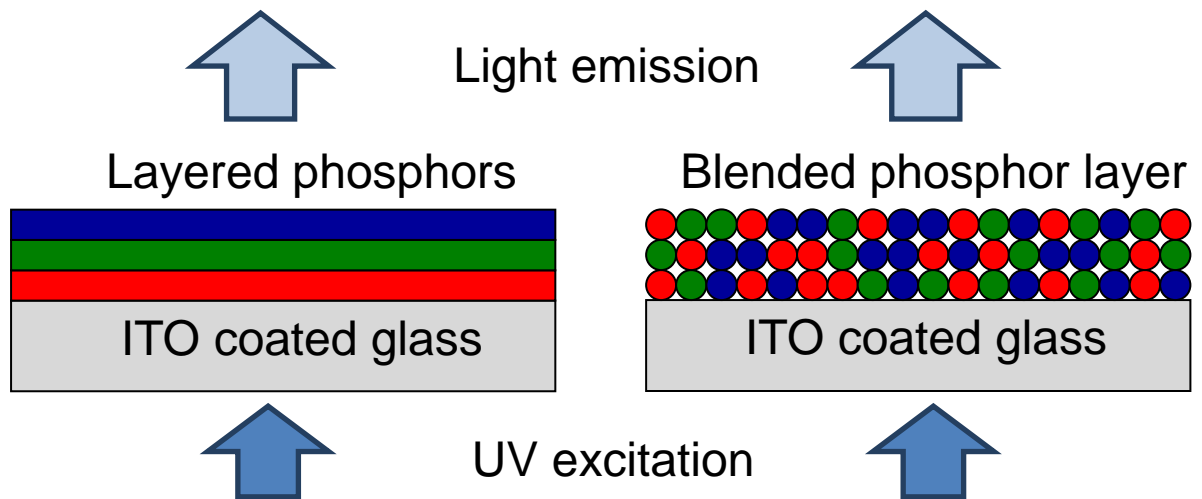 Light emission
Layered phosphors
Blended phosphor layer
ITO coated glass
ITO coated glass
UV excitation